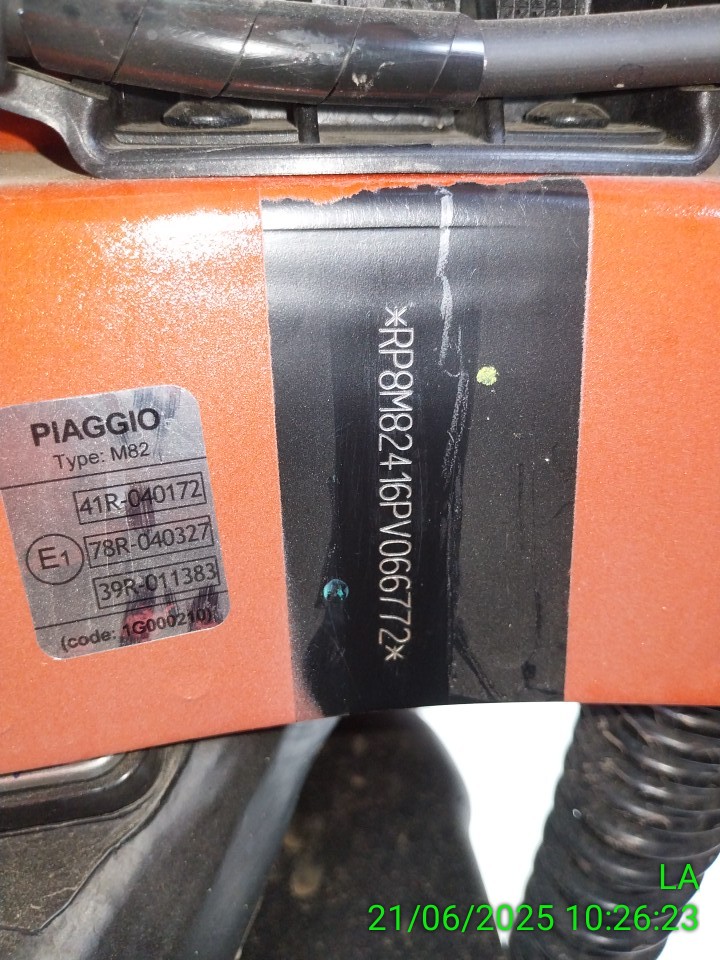 *RP8M82416PV066772*
PIAGGIO
Type: M82
41R-040172
E1 78R-040327
39R-011383
(code: 1G000210)
LA
21/06/2025 10:26:23